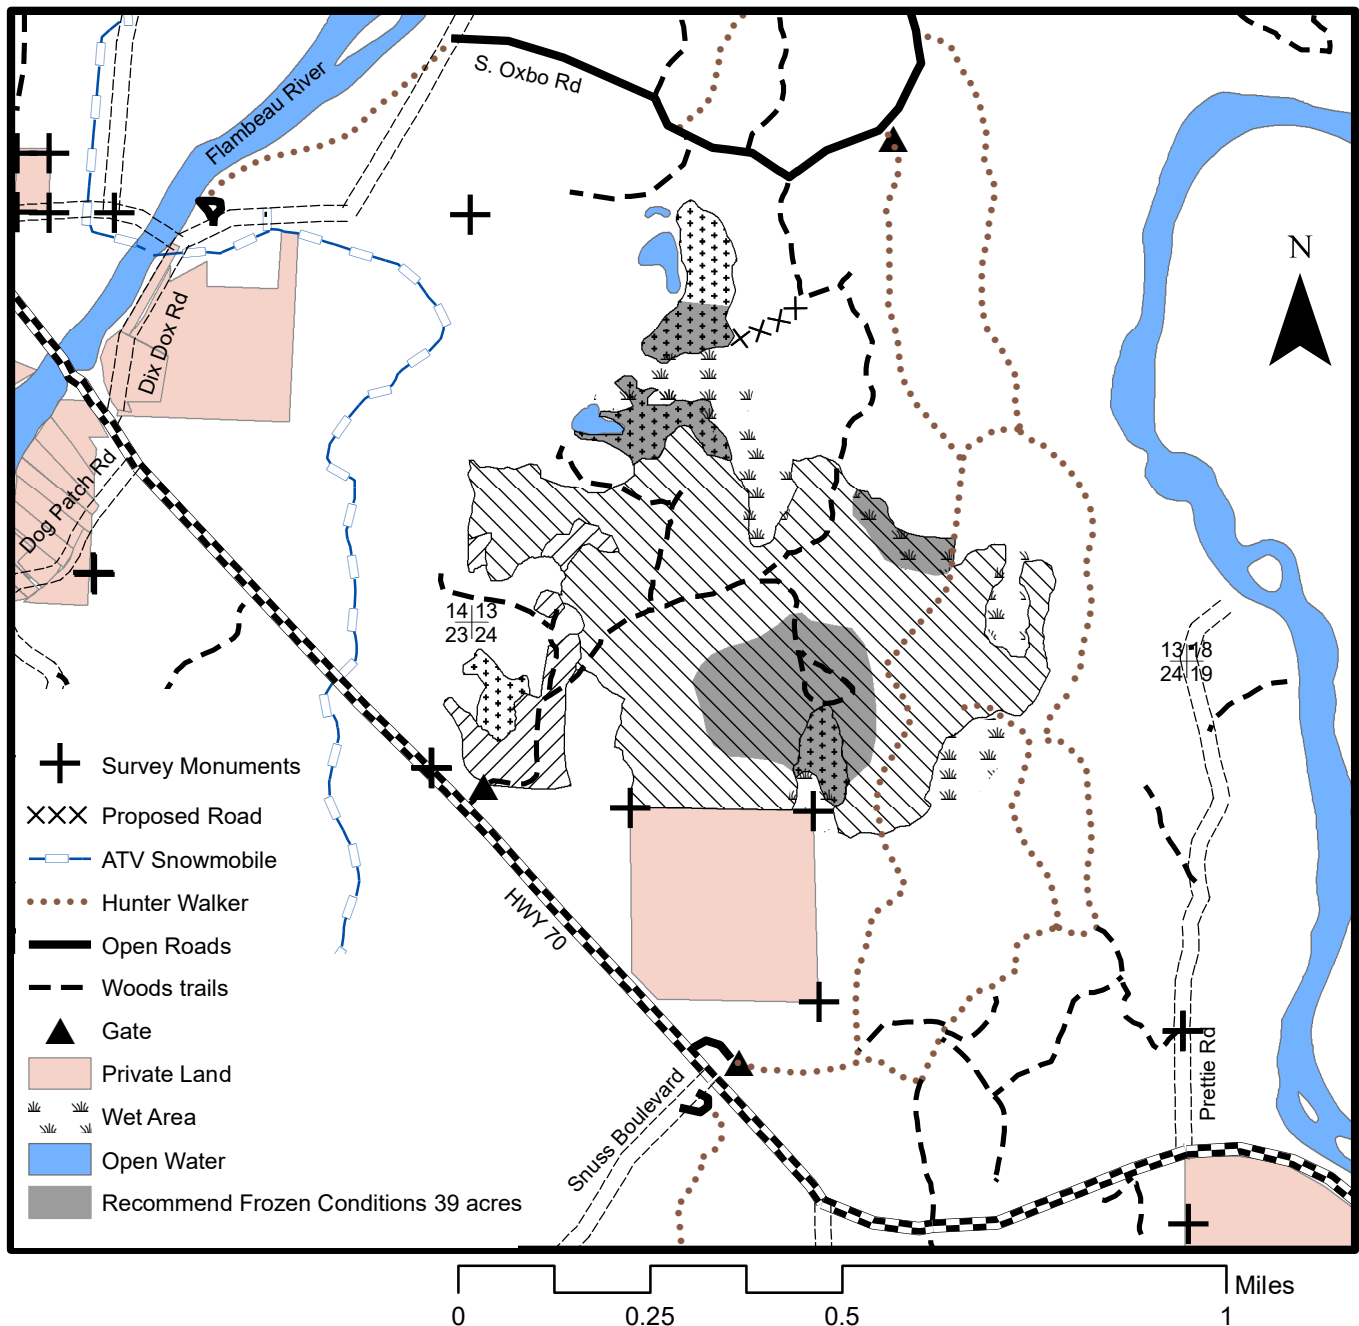 S. Oxbo Rd
Flambeau River
N
Dix Dox Rd
Dog Patch Rd
14 13
23 24
13 18
24 19
Survey Monuments
Proposed Road
ATV Snowmobile
Hunter Walker
Open Roads
Woods trails
Gate
Private Land
Wet Area
Open Water
Recommend Frozen Conditions 39 acres
HWY 70
Snuss Boulevard
Prettie Rd
Miles
0 0.25 0.5 1